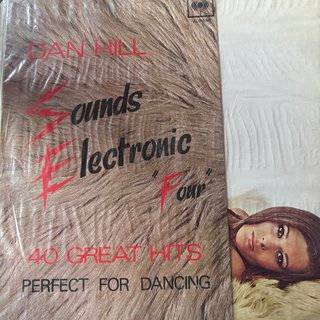 DAN HILL
Sounds
Electronic
"Four"
40 GREAT HITS
PERFECT FOR DANCING